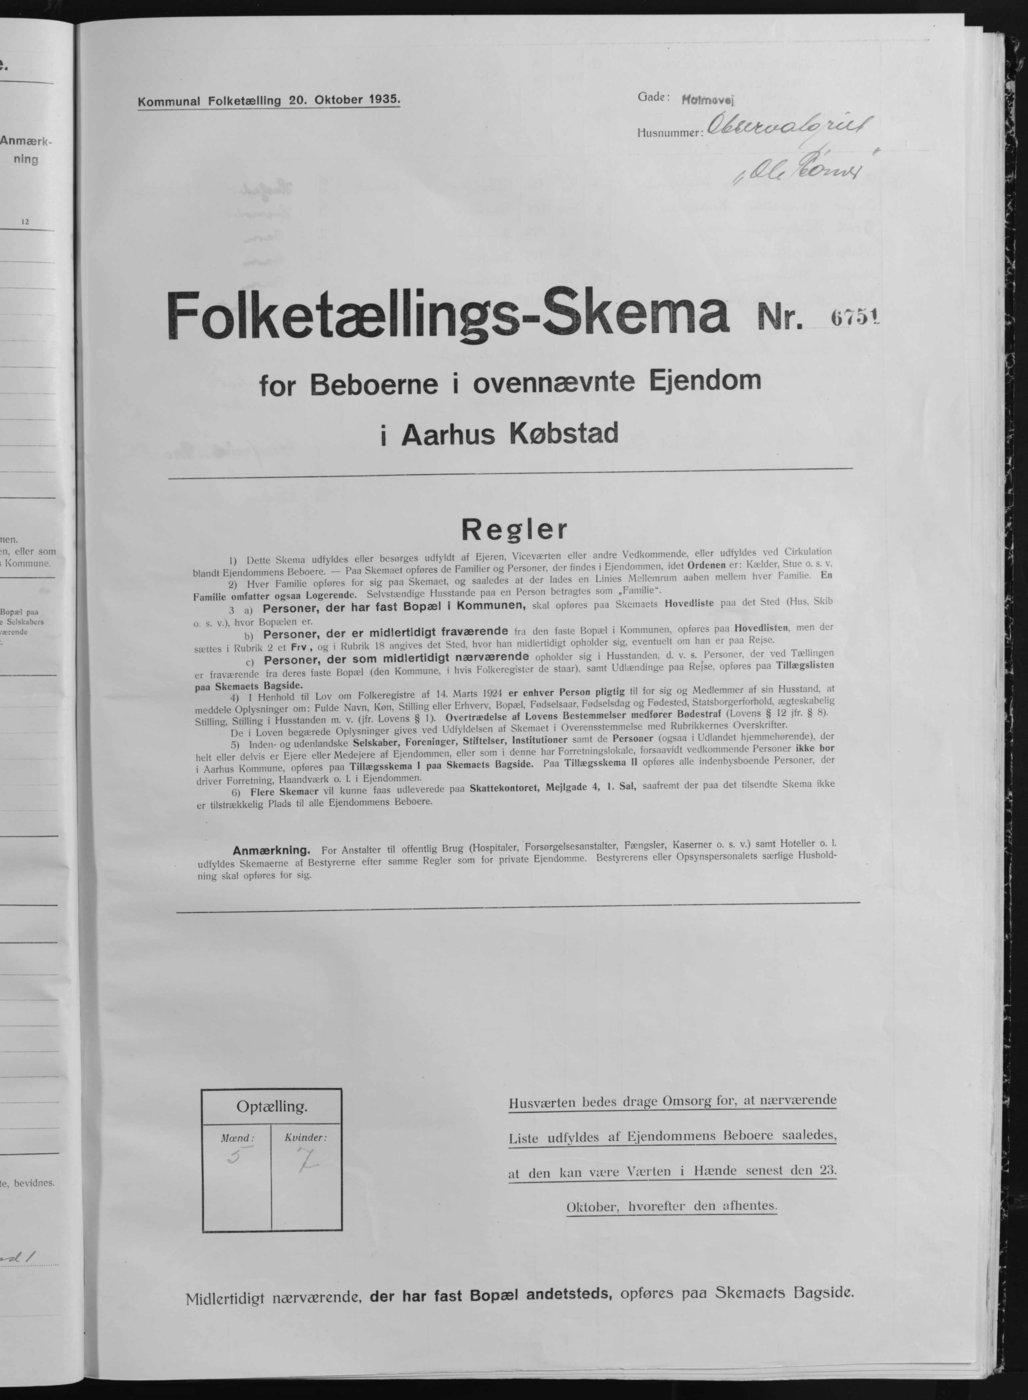 e.
Anmærk-
ning
12
nen.
en, eller som
s Kommune.
Bopæl paa
e Selskabers
værende
te, bevidnes.
Kommunal Folketælling 20. Oktober 1935.
Gade: Malmøvej
Husnummer:
"Ole Rømer"
Folketællings-Skema Nr. 6751
for Beboerne i ovennævnte Ejendom
i Aarhus Købstad
Regler
1) Dette Skema udfyldes eller besørges udfyldt af Ejeren, Viceværten eller andre Vedkommende, eller udfyldes ved Cirkulation
blandt Ejendommens Beboere. — Paa Skemaet opføres de Familier og Personer, der findes i Ejendommen, idet Ordenen er: Kælder, Stue o. s. v.
2) Hver Familie opføres for sig paa Skemaet, og saaledes at der lades en Linies Mellemrum aaben mellem hver Familie. En
Familie omfatter ogsaa Logerende. Selvstændige Husstande paa en Person betragtes som „Familie“.
3 a) Personer, der har fast Bopæl i Kommunen, skal opføres paa Skemaets Hovedliste paa det Sted (Hus, Skib
o. s. v.), hvor Bopælen er.
b) Personer, der er midlertidigt fraværende fra den faste Bopæl i Kommunen, opføres paa Hovedlisten, men der
sættes i Rubrik 2 et Frv, og i Rubrik 18 angives det Sted, hvor han midlertidigt opholder sig, eventuelt om han er paa Rejse.
c) Personer, der som midlertidigt nærværende opholder sig i Husstanden, d. v. s. Personer, der ved Tællingen
er fraværende fra deres faste Bopæl (den Kommune, i hvis Folkeregister de staar), samt Udlændinge paa Rejse, opføres paa Tillægslisten
paa Skemaets Bagside.
4) I Henhold til Lov om Folkeregistre af 14. Marts 1924 er enhver Person pligtig til for sig og Medlemmer af sin Husstand, at
meddele Oplysninger om: Fulde Navn, Køn, Stilling eller Erhverv, Bopæl, Fødselsaar, Fødselsdag og Fødested, Statsborgerforhold, ægteskabelig
Stilling, Stilling i Husstanden m. v. (jfr. Lovens § 1). Overtrædelse af Lovens Bestemmelser medfører Bødestraf (Lovens § 12 jfr. § 8).
De i Loven begærede Oplysninger gives ved Udfyldelsen af Skemaet i Overensstemmelse med Rubrikkernes Overskrifter.
5) Inden- og udenlandske Selskaber, Foreninger, Stiftelser, Institutioner samt de Personer (ogsaa i Udlandet hjemmehørende), der
helt eller delvis er Ejere eller Medejere af Ejendommen, eller som i denne har Forretningslokale, forsaavidt vedkommende Personer ikke bor
i Aarhus Kommune, opføres paa Tillægsskema I paa Skemaets Bagside. Paa Tillægsskema II opføres alle indenbysboende Personer, der
driver Forretning, Haandværk o. l. i Ejendommen.
6) Flere Skemaer vil kunne faas udleverede paa Skattekontoret, Mejlgade 4, 1. Sal, saafremt der paa det tilsendte Skema ikke
er tilstrækkelig Plads til alle Ejendommens Beboere.
Anmærkning. For Anstalter til offentlig Brug (Hospitaler, Forsørgelsesanstalter, Fængsler, Kaserner o. s. v.) samt Hoteller o. l.
udfyldes Skemaerne af Bestyrerne efter samme Regler som for private Ejendomme. Bestyrerens eller Opsynspersonalets særlige Hushold-
ning skal opføres for sig.
Optælling.
Mænd: Kvinder:
5 7
Husværten bedes drage Omsorg for, at nærværende
Liste udfyldes af Ejendommens Beboere saaledes,
at den kan være Værten i Hænde senest den 23.
Oktober, hvorefter den afhentes.
Midlertidigt nærværende, der har fast Bopæl andetsteds, opføres paa Skemaets Bagside.